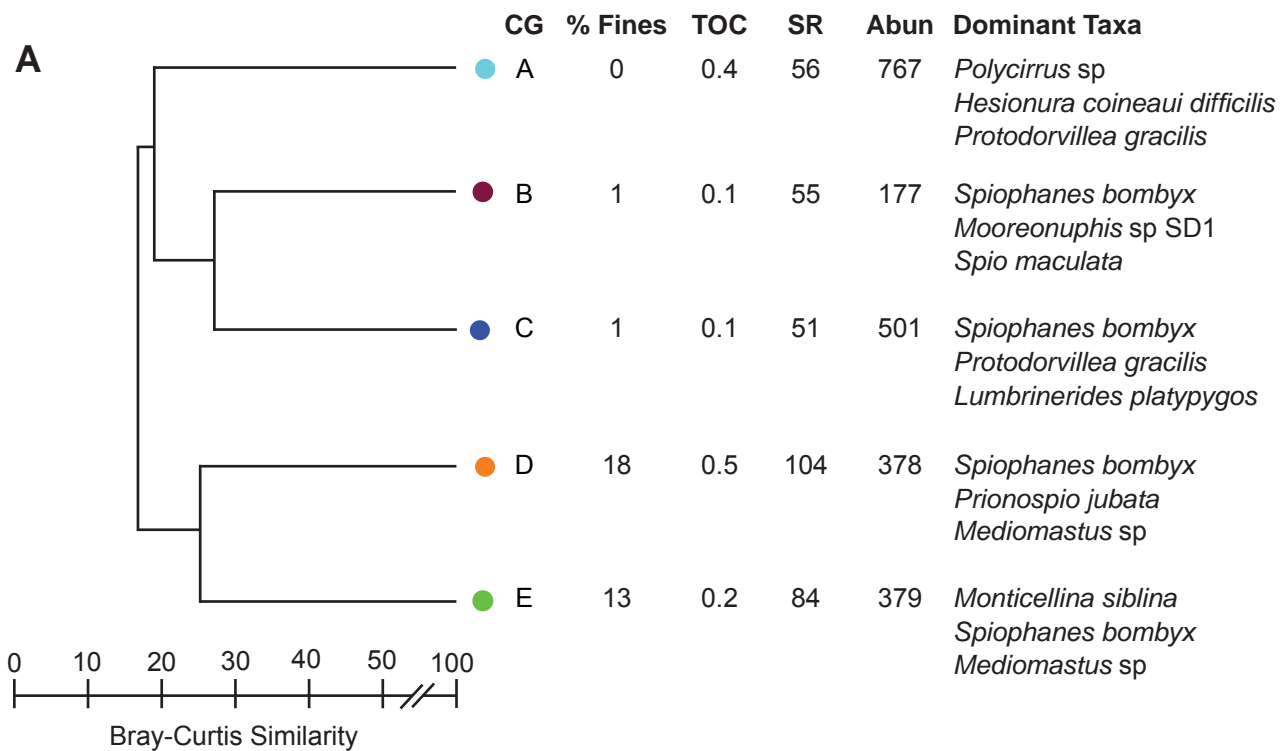 CG % Fines TOC SR Abun Dominant Taxa
A
A 0 0.4 56 767 Polycirrus sp
Hesionura coineaui difficilis
Protodorvillea gracilis
B 1 0.1 55 177 Spiophanes bombyx
Mooreonuphis sp SD1
Spio maculata
C 1 0.1 51 501 Spiophanes bombyx
Protodorvillea gracilis
Lumbrinerides platypygos
D 18 0.5 104 378 Spiophanes bombyx
Prionospio jubata
Mediomastus sp
E 13 0.2 84 379 Monticellina siblina
Spiophanes bombyx
Mediomastus sp
0 10 20 30 40 50 100
Bray-Curtis Similarity